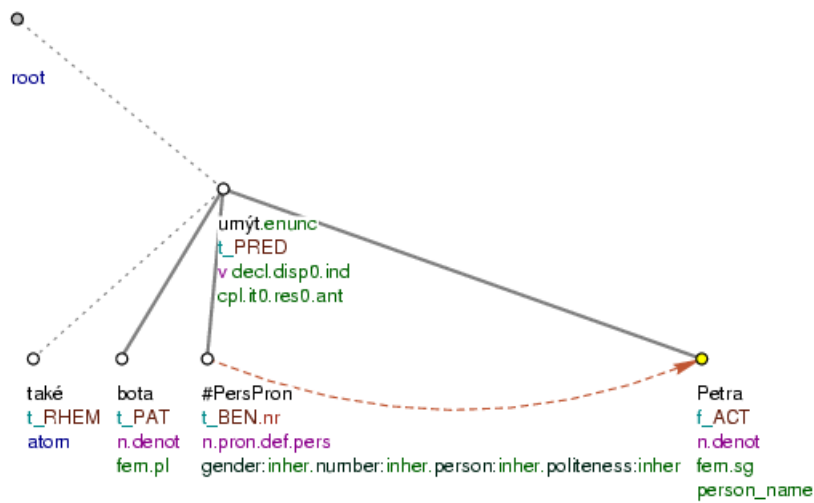 root
umýt.enunc
t_PRED
v decl.disp0.ind
cpl.it0.res0.ant
také
t_RHEM
atom
bota
t_PAT
n.denot
fem.pl
#PersPron
t_BEN.nr
n.pron.def.pers
gender:inher.number:inher.person:inher.politeness:inher
Petra
f_ACT
n.denot
fem.sg
person_name